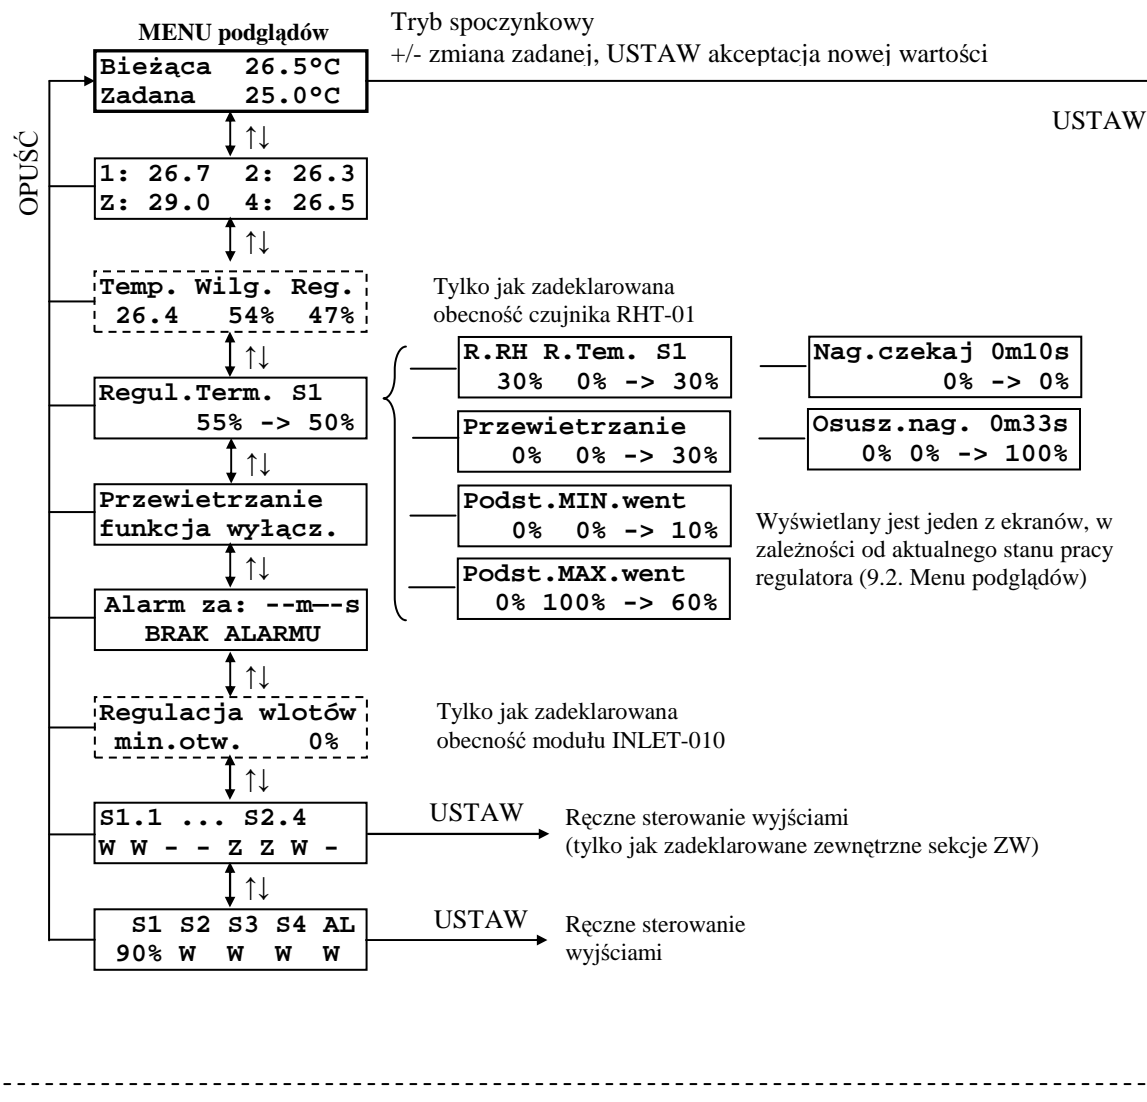 MENU podglądów
Tryb spoczynkowy
+/- zmiana zadanej, USTAW akceptacja nowej wartości
Bieżąca 26.5°C
Zadana 25.0°C
USTAW
OPUŚĆ
↑↓
1: 26.7 2: 26.3
Z: 29.0 4: 26.5
↑↓
Temp. Wilg. Reg.
26.4 54% 47%
Tylko jak zadeklarowana
obecność czujnika RHT-01
↑↓
Regul.Term. S1
55% -> 50%
R.RH R.Tem. S1
30% 0% -> 30%
Nag.czekaj 0m10s
0% -> 0%
Przewietrzanie
0% 0% -> 30%
Osusz.nag. 0m33s
0% 0% -> 100%
↑↓
Przewietrzanie
funkcja wyłącz.
Podst.MIN.went
0% 0% -> 10%
Wyświetlany jest jeden z ekranów, w
zależności od aktualnego stanu pracy
regulatora (9.2. Menu podglądów)
↑↓
Podst.MAX.went
0% 100% -> 60%
Alarm za: --m--s
BRAK ALARMU
↑↓
Regulacja wlotów
min.otw. 0%
Tylko jak zadeklarowana
obecność modułu INLET-010
↑↓
S1.1 ... S2.4
W W - - Z Z W -
USTAW
Ręczne sterowanie wyjściami
(tylko jak zadeklarowane zewnętrzne sekcje ZW)
↑↓
S1 S2 S3 S4 AL
90% W W W W
USTAW
Ręczne sterowanie
wyjściami